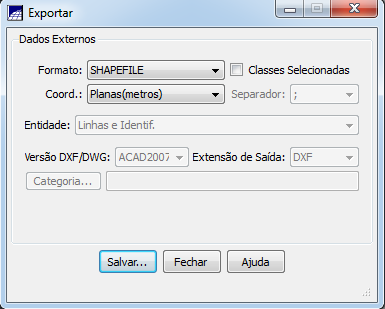 Exportar
Dados Externos
Formato: SHAPEFILE Classes Selecionadas
Coord.: Planas(metros) Separador: ;
Entidade: Linhas e Identif.
Versão DXF/DWG: ACAD2007 Extensão de Saída: DXF
Categoria...
Salvar... Fechar Ajuda